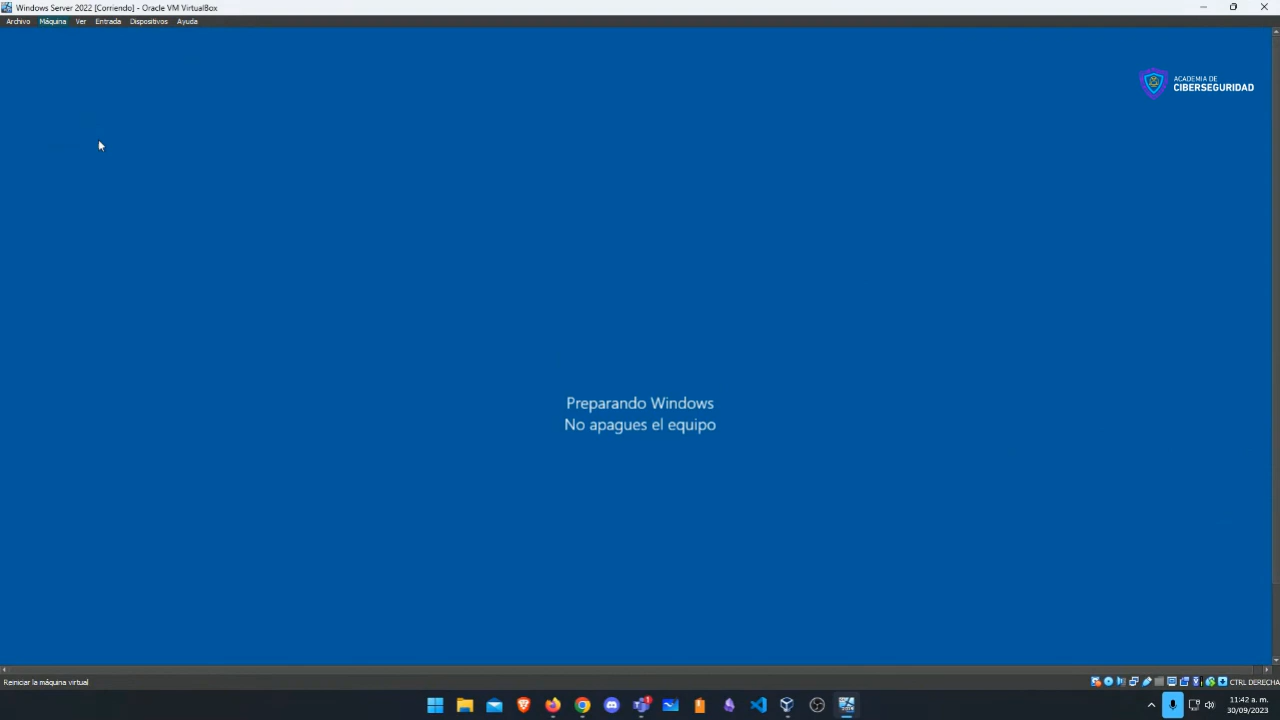 Windows Server 2022 [Corriendo] - Oracle VM VirtualBox
Archivo Máquina Ver Entrada Dispositivos Ayuda
ACADEMIA DE
CIBERSEGURIDAD
Preparando Windows
No apagues el equipo
Reiniciar la máquina virtual
CTRL DERECHA
11:42 a. m.
30/09/2023